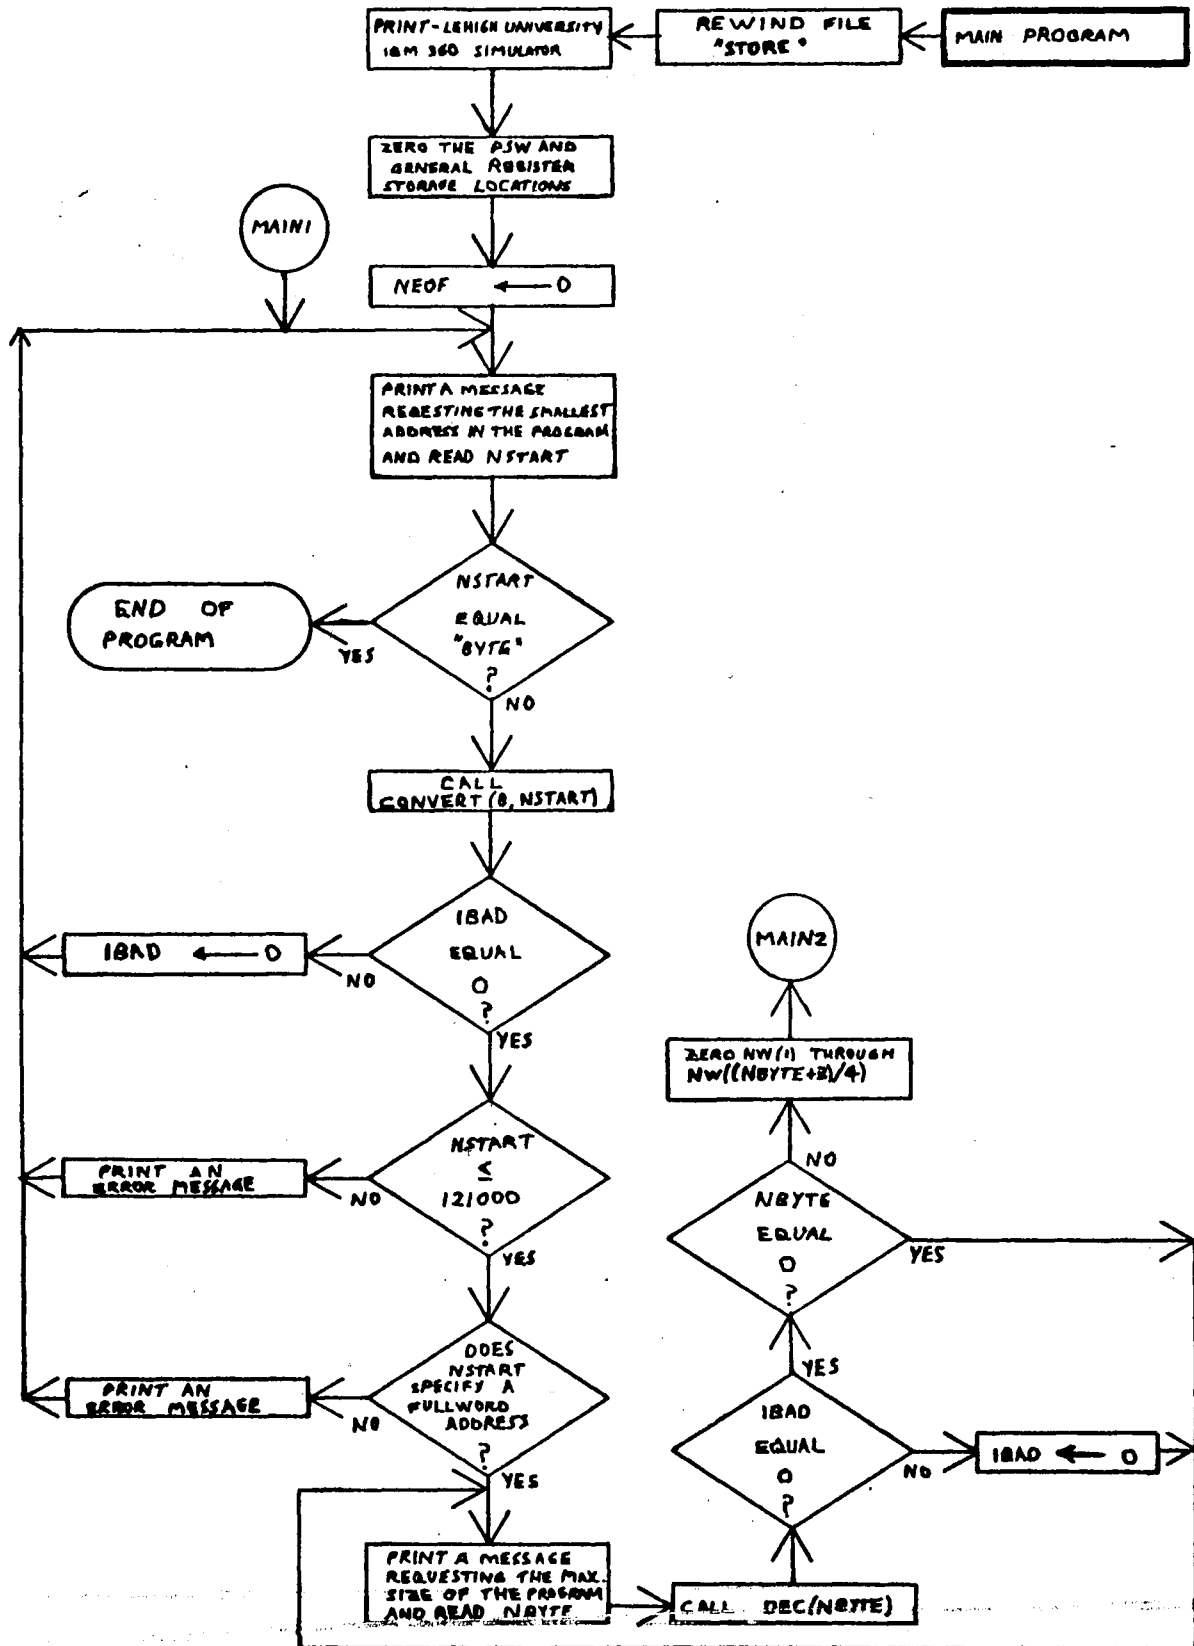 MAIN PROGRAM
REWIND FILE
"STORE"
PRINT-LEHIGH UNIVERSITY
IBM 360 SIMULATOR
ZERO THE PSW AND
GENERAL REGISTER
STORAGE LOCATIONS
MAIN1
NEOF ← 0
PRINT A MESSAGE
REQESTING THE SMALLEST
ADDRESS IN THE PROGRAM
AND READ NSTART
NSTART
EQUAL
"BYTE"
?
YES
END OF
PROGRAM
NO
CALL
CONVERT(8,NSTART)
IBAD
EQUAL
0
?
NO
IBAD ← 0
YES
NSTART
≤
121000
?
NO
PRINT AN
ERROR MESSAGE
YES
DOES
NSTART
SPECIFY A
FULLWORD
ADDRESS
?
NO
PRINT AN
ERROR MESSAGE
YES
PRINT A MESSAGE
REQUESTING THE MAX.
SIZE OF THE PROGRAM
AND READ NBYTE
CALL DEC(NBYTE)
IBAD
EQUAL
0
?
NO
IBAD ← 0
YES
NBYTE
EQUAL
0
?
YES
NO
ZERO NW(1) THROUGH
NW((NBYTE+3)/4)
MAIN2